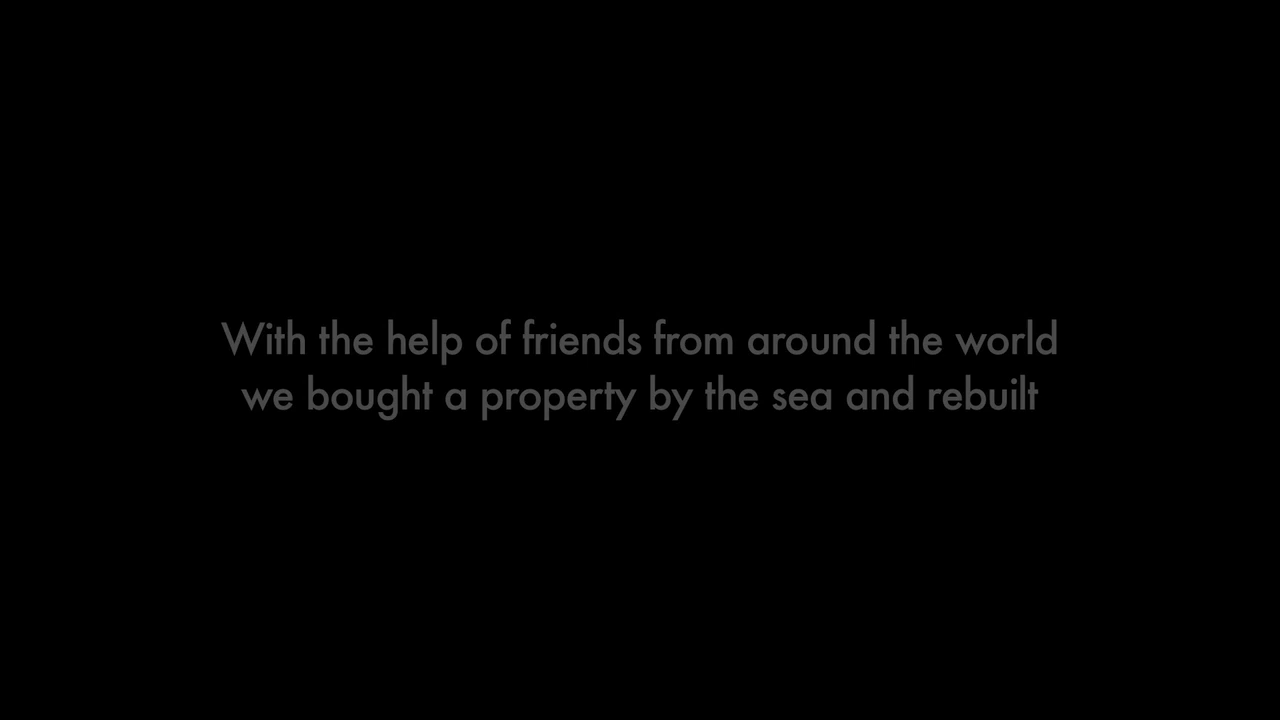 With the help of friends from around the world
we bought a property by the sea and rebuilt